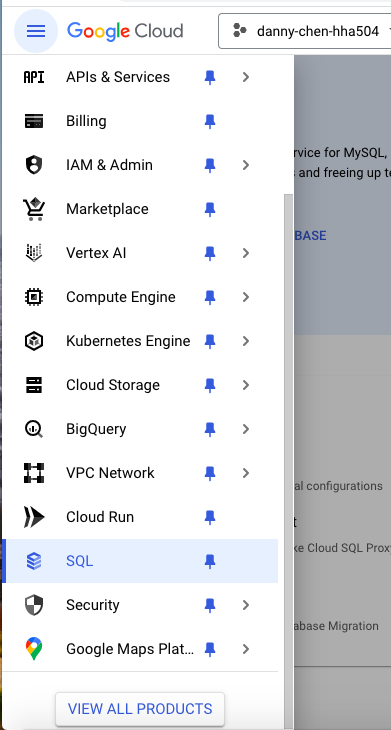 Google Cloud
danny-chen-hha504
API APIs & Services
Billing
IAM & Admin
rvice for MySQL,
s and freeing up te
Marketplace
BASE
Vertex AI
Compute Engine
Kubernetes Engine
Cloud Storage
BigQuery
VPC Network
al configurations
Cloud Run
t
ke Cloud SQL Prox
SQL
Security
abase Migration
Google Maps Plat...
VIEW ALL PRODUCTS